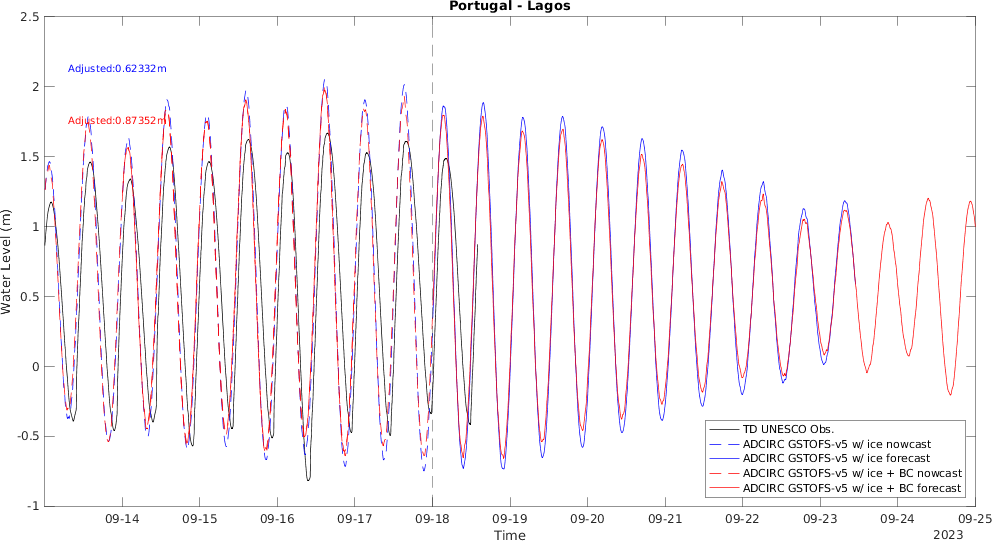 Portugal - Lagos
2.5
2
1.5
1
0.5
0
-0.5
-1
Water Level (m)
Adjusted:0.62332m
Adjusted:0.87352m
TD UNESCO Obs.
ADCIRC GSTOFS-v5 w/ ice nowcast
ADCIRC GSTOFS-v5 w/ ice forecast
ADCIRC GSTOFS-v5 w/ ice + BC nowcast
ADCIRC GSTOFS-v5 w/ ice + BC forecast
09-14 09-15 09-16 09-17 09-18 09-19 09-20 09-21 09-22 09-23 09-24 09-25
Time
2023